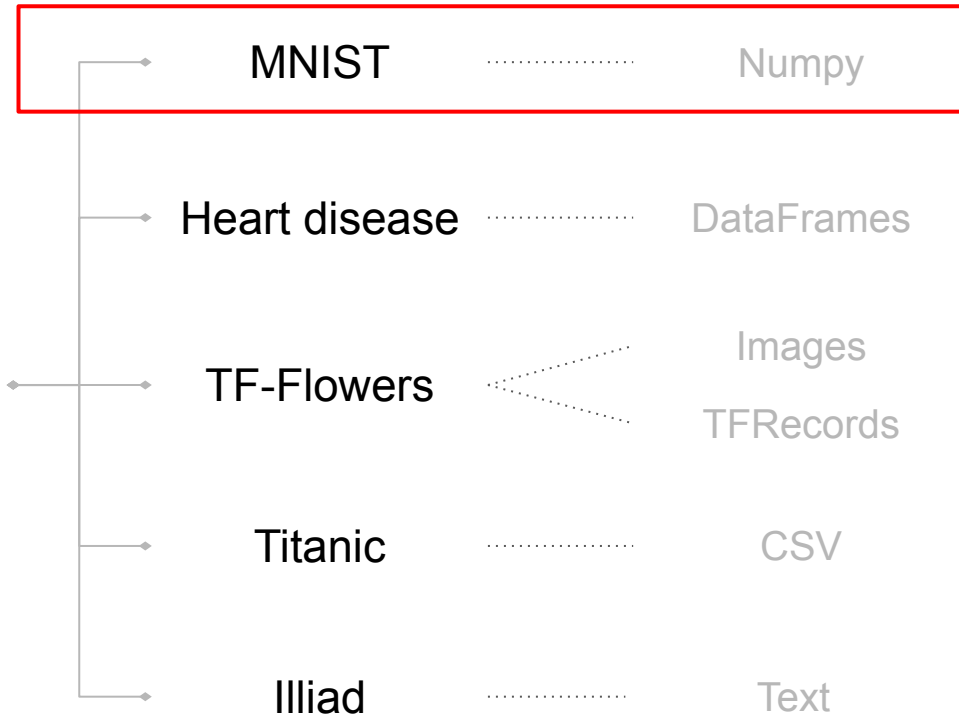 MNIST Numpy
Heart disease DataFrames
TF-Flowers Images
TFRecords
Titanic CSV
Illiad Text